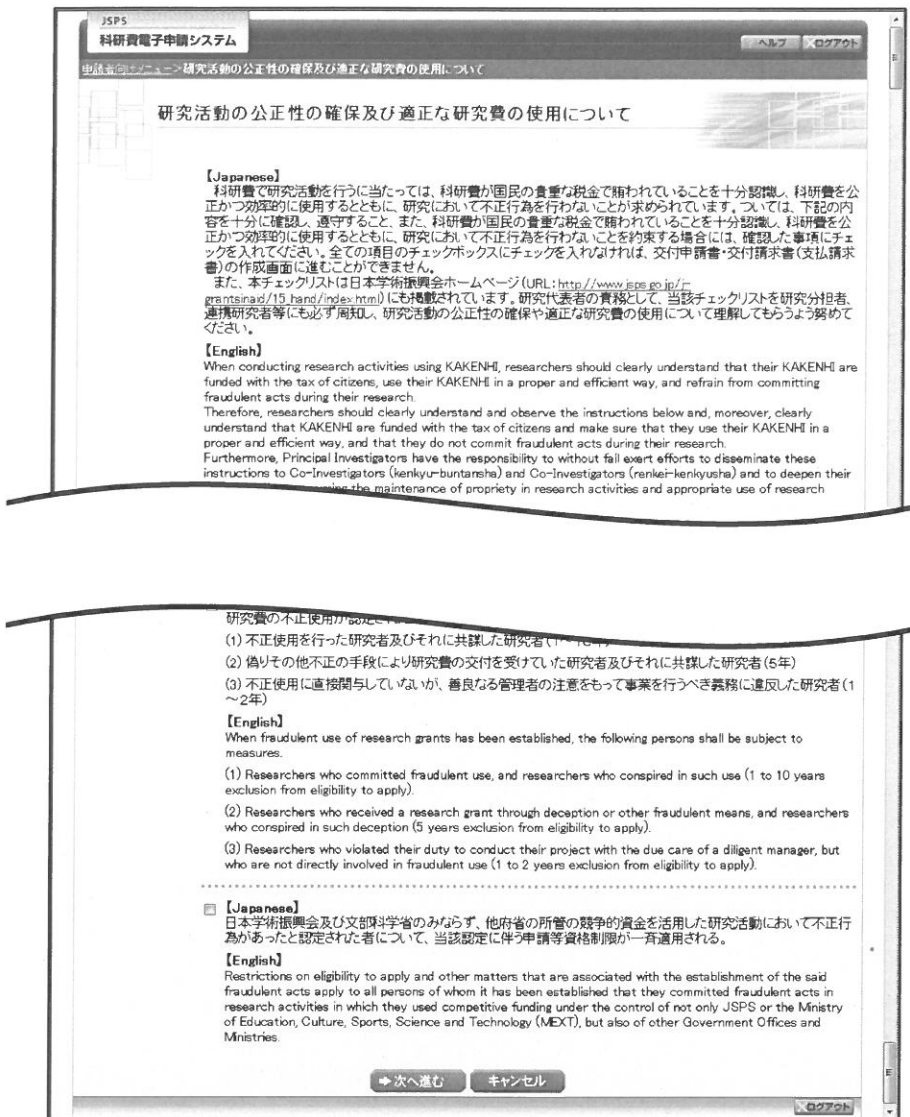 JSPS
科研費電子申請システム
ヘルプ ログアウト
申請者向けメニュー>研究活動の公正性の確保及び適正な研究費の使用について
研究活動の公正性の確保及び適正な研究費の使用について
【Japanese】
科研費で研究活動を行うに当たっては、科研費が国民の貴重な税金で賄われていることを十分認識し、科研費を公
正かつ効率的に使用するとともに、研究において不正行為を行わないことが求められています。ついては、下記の内
容を十分に確認し、遵守すること、また、科研費が国民の貴重な税金で賄われていることを十分認識し、科研費を公
正かつ効率的に使用するとともに、研究において不正行為を行わないことを約束する場合には、確認した事項にチェ
ックを入れてください。全ての項目のチェックボックスにチェックを入れなければ、交付申請書・交付請求書(支払請求
書)の作成画面に進むことができません。
また、本チェックリストは日本学術振興会ホームページ(URL:http://www.jsps.go.jp/j-
grantsinaid/15_hand/index.html)にも掲載されています。研究代表者の責務として、当該チェックリストを研究分担者、
連携研究者等にも必ず周知し、研究活動の公正性の確保や適正な研究費の使用について理解してもらうよう努めて
ください。
【English】
When conducting research activities using KAKENHI, researchers should clearly understand that their KAKENHI are
funded with the tax of citizens, use their KAKENHI in a proper and efficient way, and refrain from committing
fraudulent acts during their research.
Therefore, researchers should clearly understand and observe the instructions below and, moreover, clearly
understand that KAKENHI are funded with the tax of citizens and make sure that they use their KAKENHI in a
proper and efficient way, and that they do not commit fraudulent acts during their research.
Furthermore, Principal Investigators have the responsibility to without fail exert efforts to disseminate these
instructions to Co-Investigators (kenkyu-buntansha) and Co-Investigators (renkei-kenkyusha) and to deepen their
the maintenance of propriety in research activities and appropriate use of research
研究費の不正使用が認定さ
(1) 不正使用を行った研究者及びそれに共謀した研究者(1～10年)
(2) 偽りその他不正の手段により研究費の交付を受けていた研究者及びそれに共謀した研究者(5年)
(3) 不正使用に直接関与していないが、善良なる管理者の注意をもって事業を行うべき義務に違反した研究者(1
～2年)
【English】
When fraudulent use of research grants has been established, the following persons shall be subject to
measures.
(1) Researchers who committed fraudulent use, and researchers who conspired in such use (1 to 10 years
exclusion from eligibility to apply).
(2) Researchers who received a research grant through deception or other fraudulent means, and researchers
who conspired in such deception (5 years exclusion from eligibility to apply).
(3) Researchers who violated their duty to conduct their project with the due care of a diligent manager, but
who are not directly involved in fraudulent use (1 to 2 years exclusion from eligibility to apply).
【Japanese】
日本学術振興会及び文部科学省のみならず、他府省の所管の競争的資金を活用した研究活動において不正行
為があったと認定された者について、当該認定に伴う申請等資格制限が一斉適用される。
【English】
Restrictions on eligibility to apply and other matters that are associated with the establishment of the said
fraudulent acts apply to all persons of whom it has been established that they committed fraudulent acts in
research activities in which they used competitive funding under the control of not only JSPS or the Ministry
of Education, Culture, Sports, Science and Technology (MEXT), but also of other Government Offices and
Ministries.
次へ進む キャンセル
ログアウト